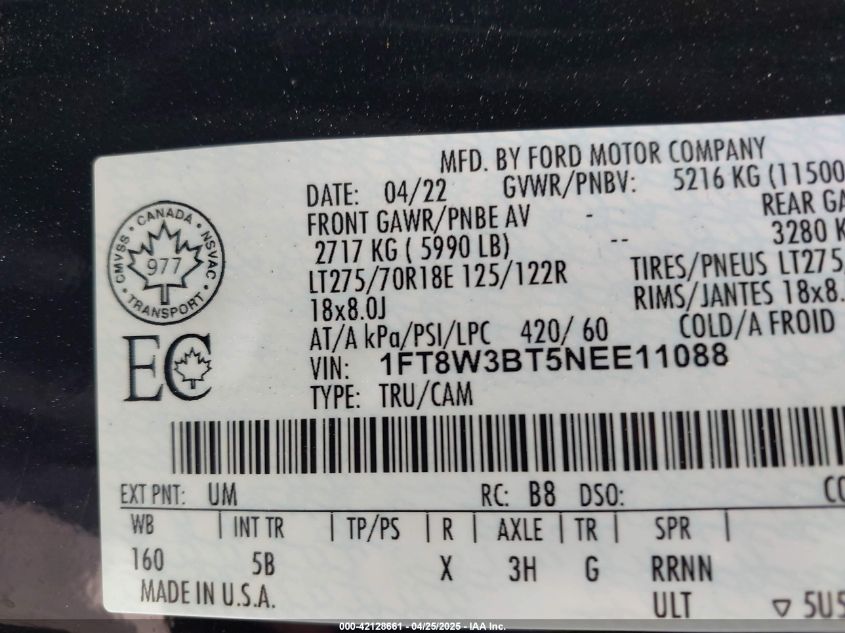 MFD. BY FORD MOTOR COMPANY
DATE: 04/22 GVWR/PNBV: 5216 KG (11500
FRONT GAWR/PNBE AV - REAR GA
2717 KG ( 5990 LB) -- 3280 K
LT275/70R18E 125/122R TIRES/PNEUS LT275
18x8.0J RIMS/JANTES 18x8.
AT/A kPa/PSI/LPC 420/ 60 COLD/A FROID
VIN: 1FT8W3BT5NEE11088
TYPE: TRU/CAM
CANADA
CMVSS NSVAC
977
TRANSPORT
EC
EXT PNT: UM RC: B8 DSO:
WB | INT TR | TP/PS | R | AXLE | TR | SPR |
160 5B X 3H G RRNN
MADE IN U.S.A. ULT ▽ 5U5
000-42128661 - 04/25/2025 - IAA Inc.